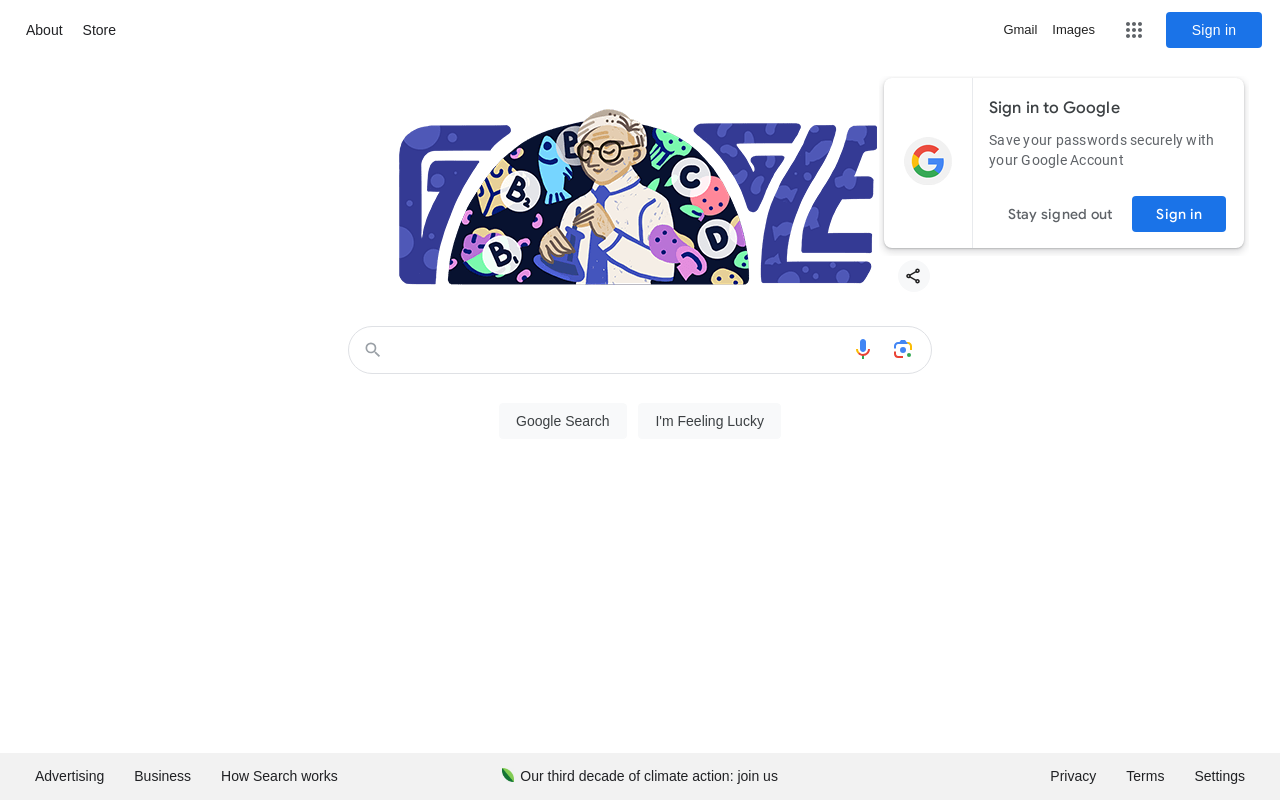 About
Store
Gmail
Images
Sign in
Sign in to Google
Save your passwords securely with
your Google Account
Stay signed out
Sign in
B
B2
B1
C
D
Google Search
I'm Feeling Lucky
Advertising
Business
How Search works
Our third decade of climate action: join us
Privacy
Terms
Settings